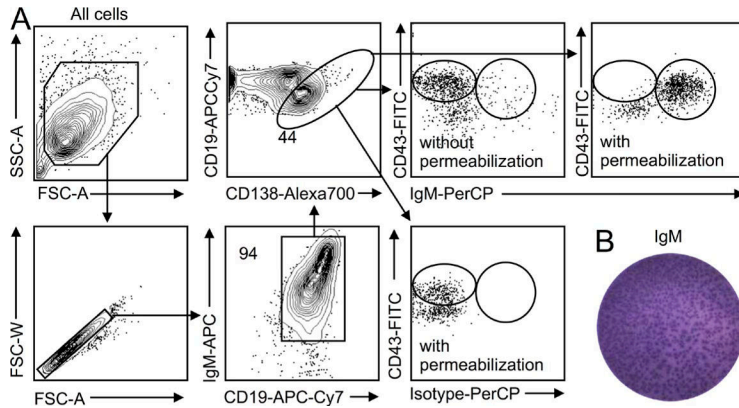 A
All cells
SSC-A
FSC-A
CD19-APCCy7
44
CD138-Alexa700
CD43-FITC
without
permeabilization
IgM-PerCP
CD43-FITC
with
permeabilization
FSC-W
FSC-A
94
IgM-APC
CD19-APC-Cy7
CD43-FITC
with
permeabilization
Isotype-PerCP
B
IgM